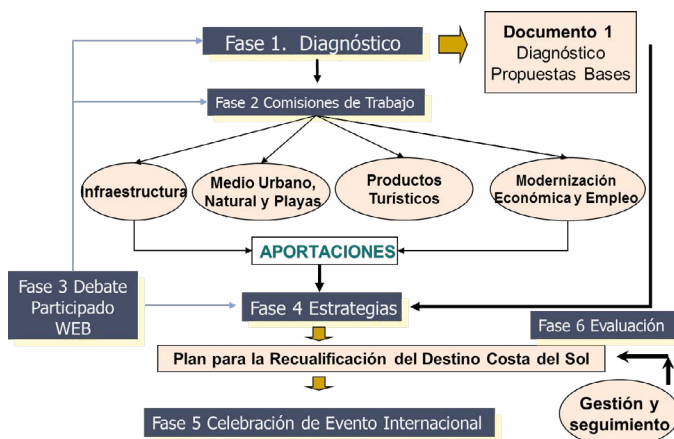 Fase 1. Diagnóstico
Documento 1
Diagnóstico
Propuestas Bases
Fase 2 Comisiones de Trabajo
Infraestructura
Medio Urbano,
Natural y Playas
Productos
Turísticos
Modernización
Económica y Empleo
APORTACIONES
Fase 3 Debate
Participado
WEB
Fase 4 Estrategias
Fase 6 Evaluación
Plan para la Recualificación del Destino Costa del Sol
Gestión y
seguimiento
Fase 5 Celebración de Evento Internacional